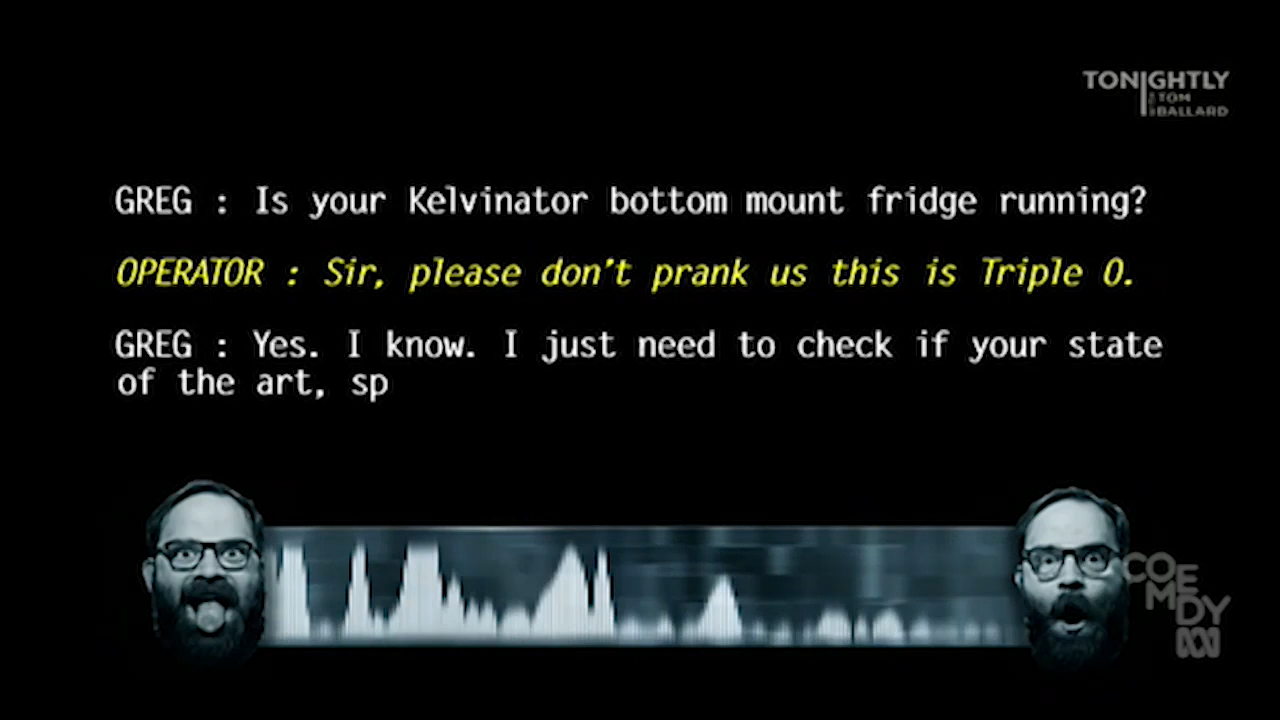 TONIGHTLY
TOM
BALLARD
GREG : Is your Kelvinator bottom mount fridge running?
OPERATOR : Sir, please don't prank us this is Triple O.
GREG : Yes. I know. I just need to check if your state
of the art, sp
COMEDY